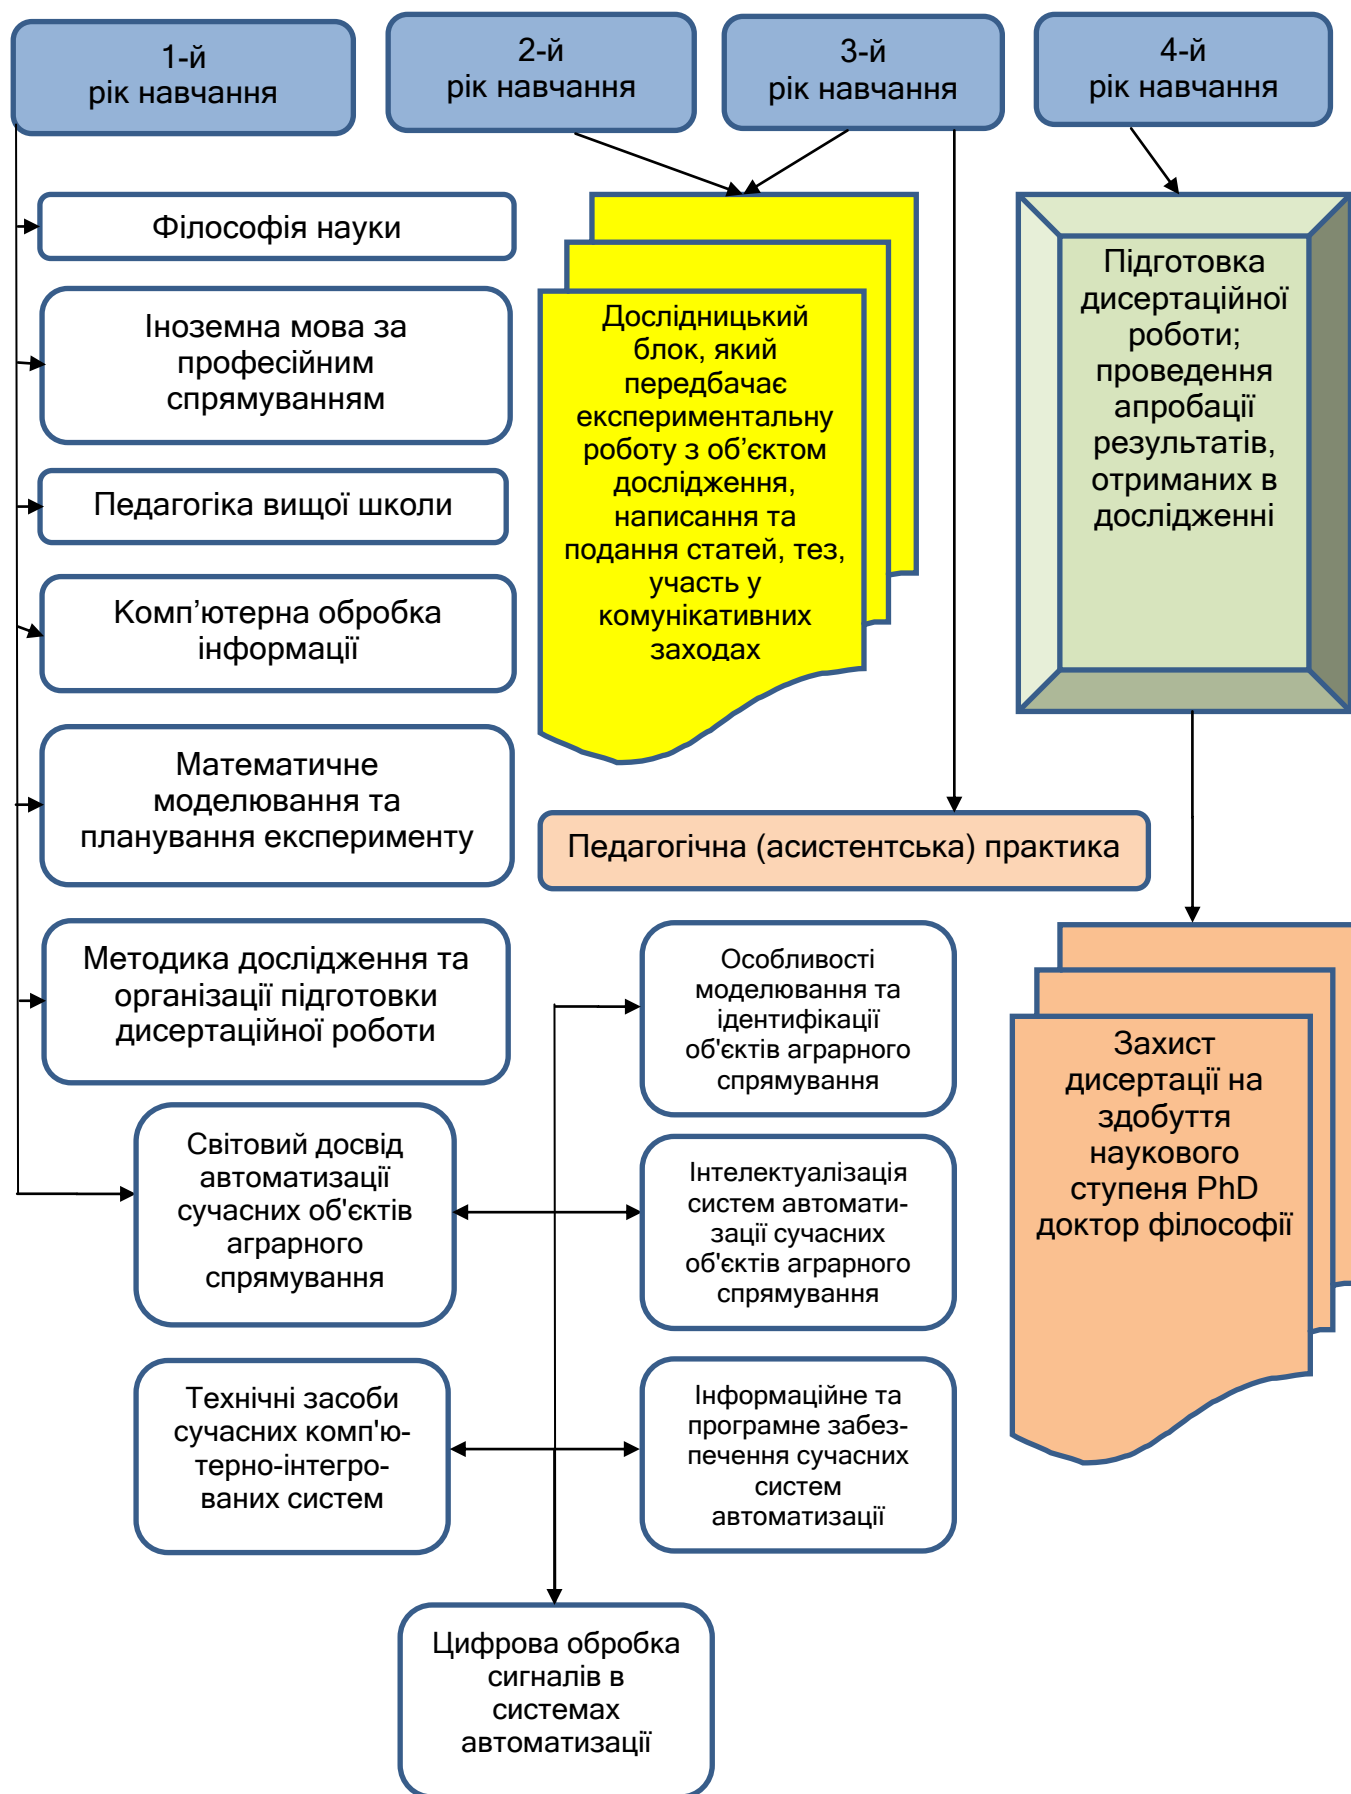 1-й
рік навчання
2-й
рік навчання
3-й
рік навчання
4-й
рік навчання
Філософія науки
Іноземна мова за
професійним
спрямуванням
Педагогіка вищої школи
Комп’ютерна обробка
інформації
Математичне
моделювання та
планування експерименту
Методика дослідження та
організації підготовки
дисертаційної роботи
Дослідницький
блок, який
передбачає
експериментальну
роботу з об’єктом
дослідження,
написання та
подання статей, тез,
участь у
комунікативних
заходах
Підготовка
дисертаційної
роботи;
проведення
апробації
результатів,
отриманих в
дослідженні
Педагогічна (асистентська) практика
Світовий досвід
автоматизації
сучасних об'єктів
аграрного
спрямування
Особливості
моделювання та
ідентифікації
об'єктів аграрного
спрямування
Інтелектуалізація
систем автомати-
зації сучасних
об'єктів аграрного
спрямування
Захист
дисертації на
здобуття
наукового
ступеня PhD
доктор філософії
Технічні засоби
сучасних комп'ю-
терно-інтегро-
ваних систем
Інформаційне та
програмне забез-
печення сучасних
систем
автоматизації
Цифрова обробка
сигналів в
системах
автоматизації